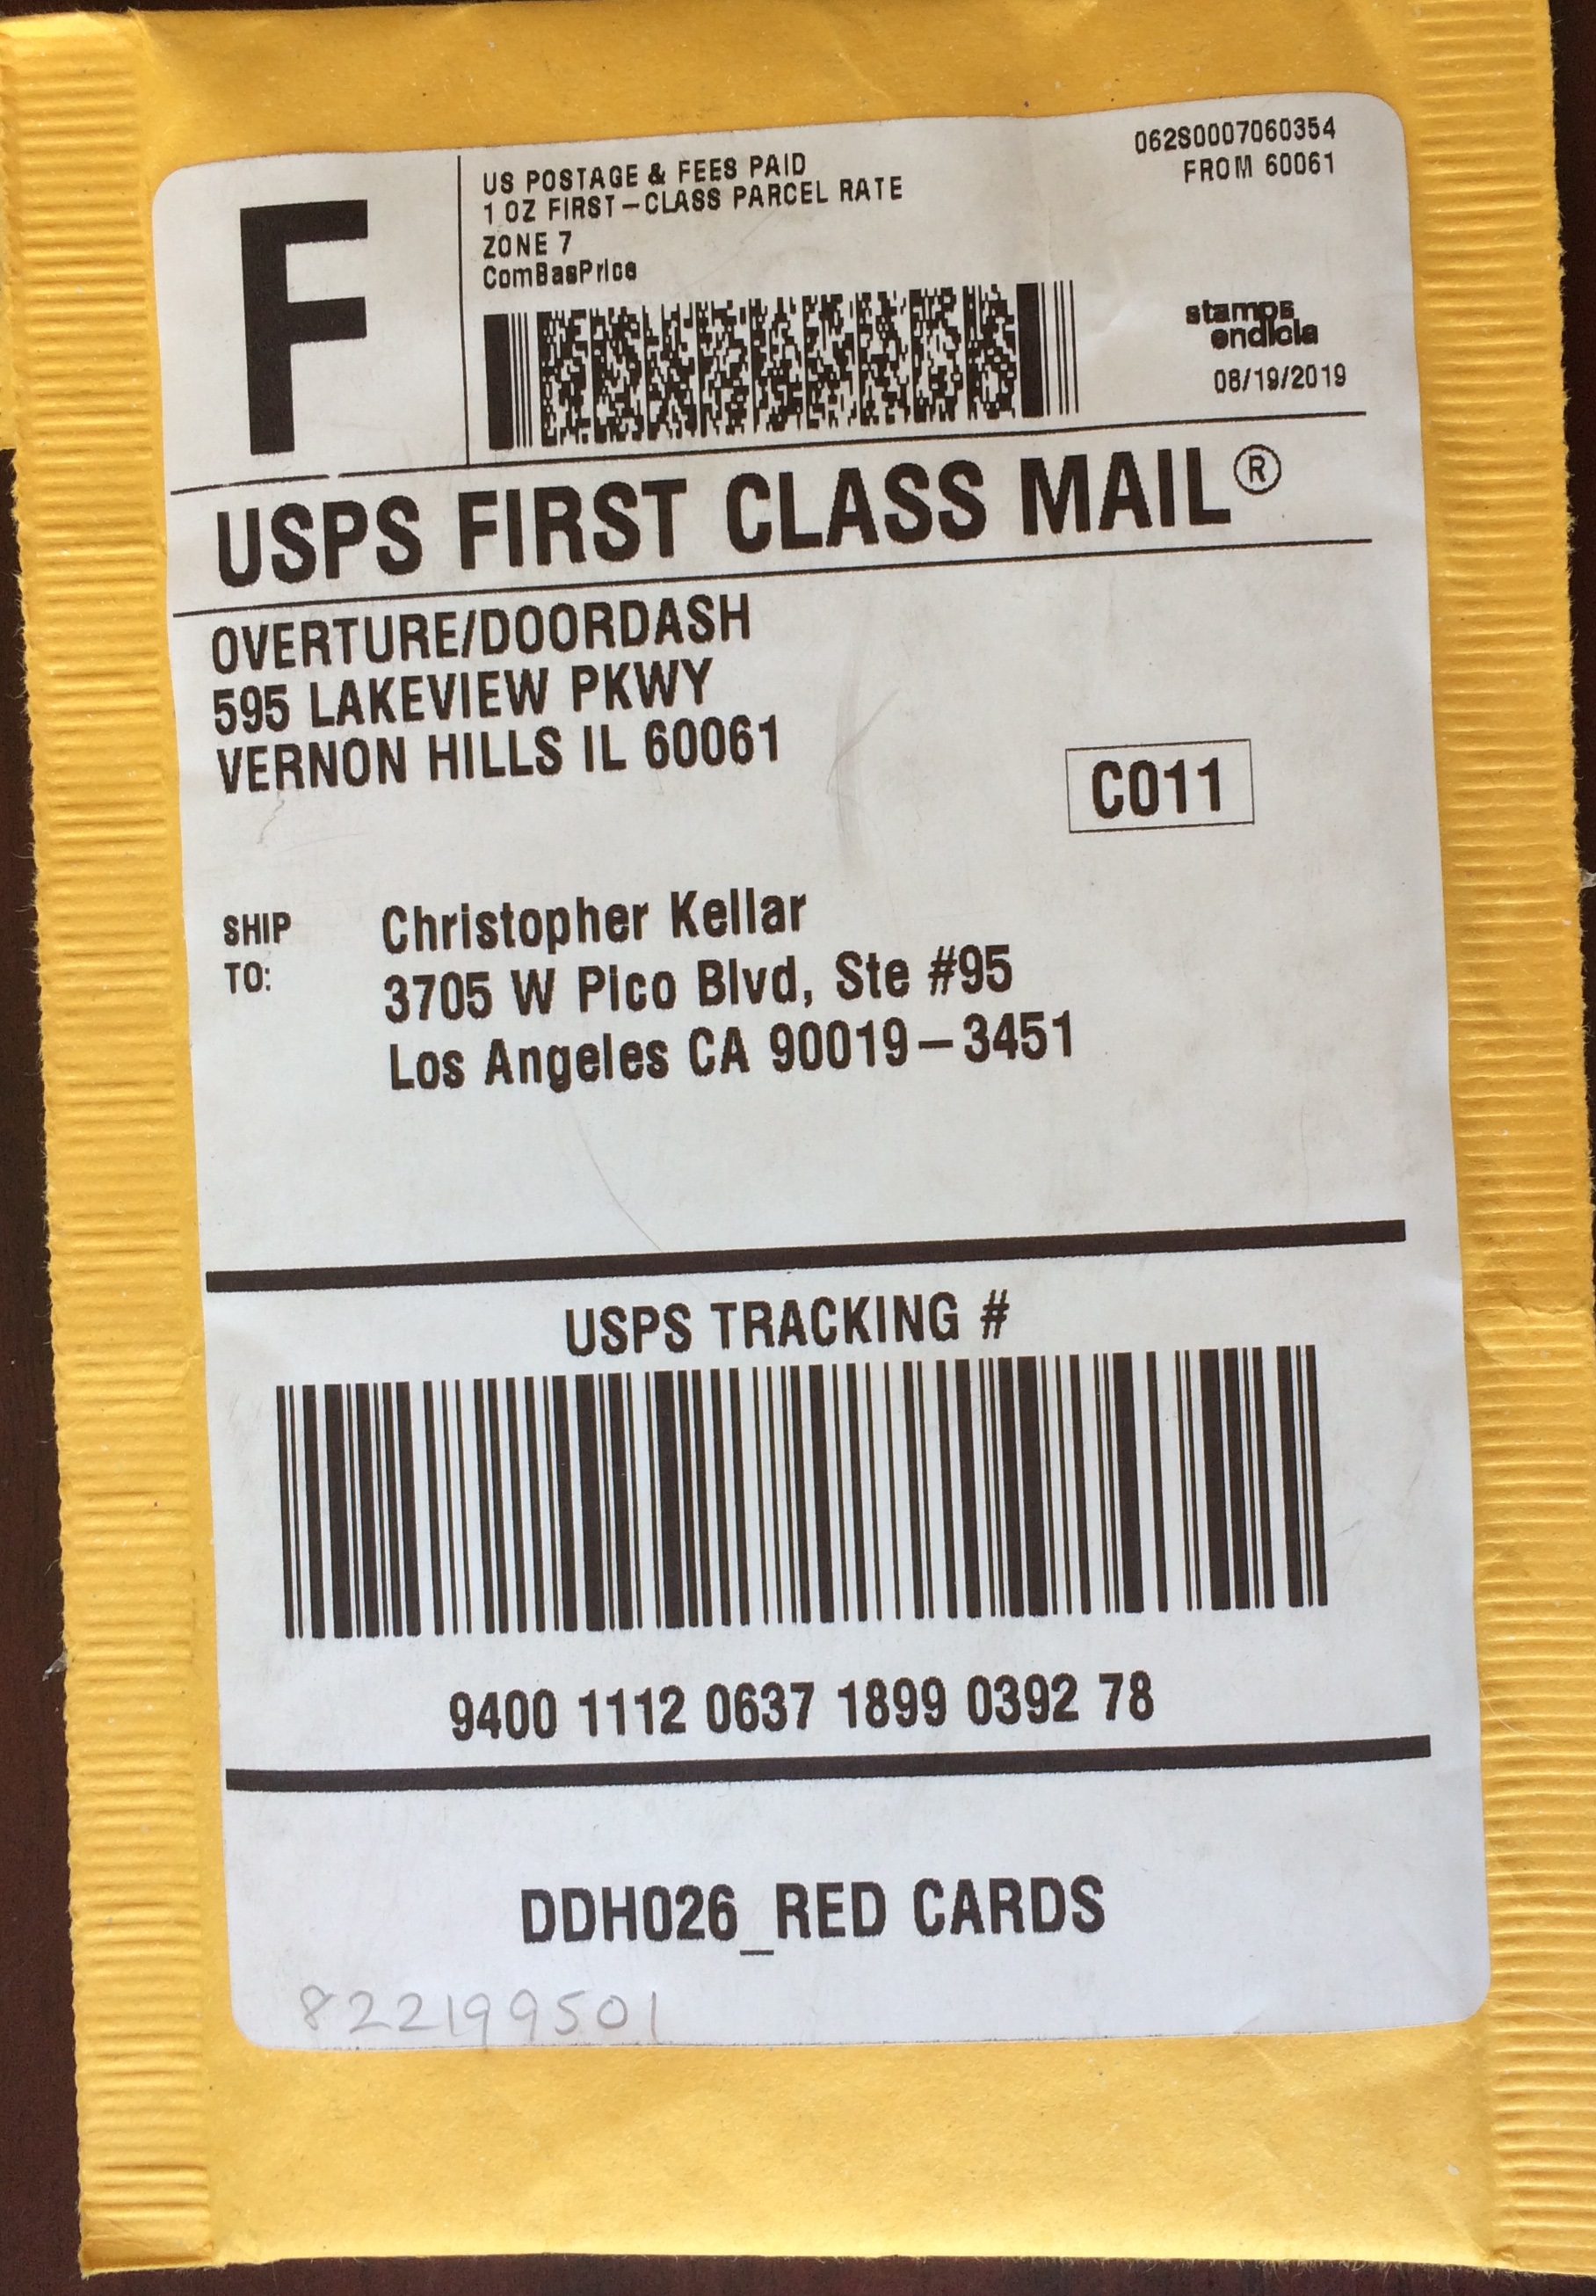 F
US POSTAGE & FEES PAID
1 OZ FIRST-CLASS PARCEL RATE
ZONE 7
ComBasPrice
062S0007060354
FROM 60061
stamps
endicia
08/19/2019
USPS FIRST CLASS MAIL®
OVERTURE/DOORDASH
595 LAKEVIEW PKWY
VERNON HILLS IL 60061
C011
SHIP
TO:
Christopher Kellar
3705 W Pico Blvd, Ste #95
Los Angeles CA 90019-3451
USPS TRACKING #
9400 1112 0637 1899 0392 78
DDH026_RED CARDS
822199501